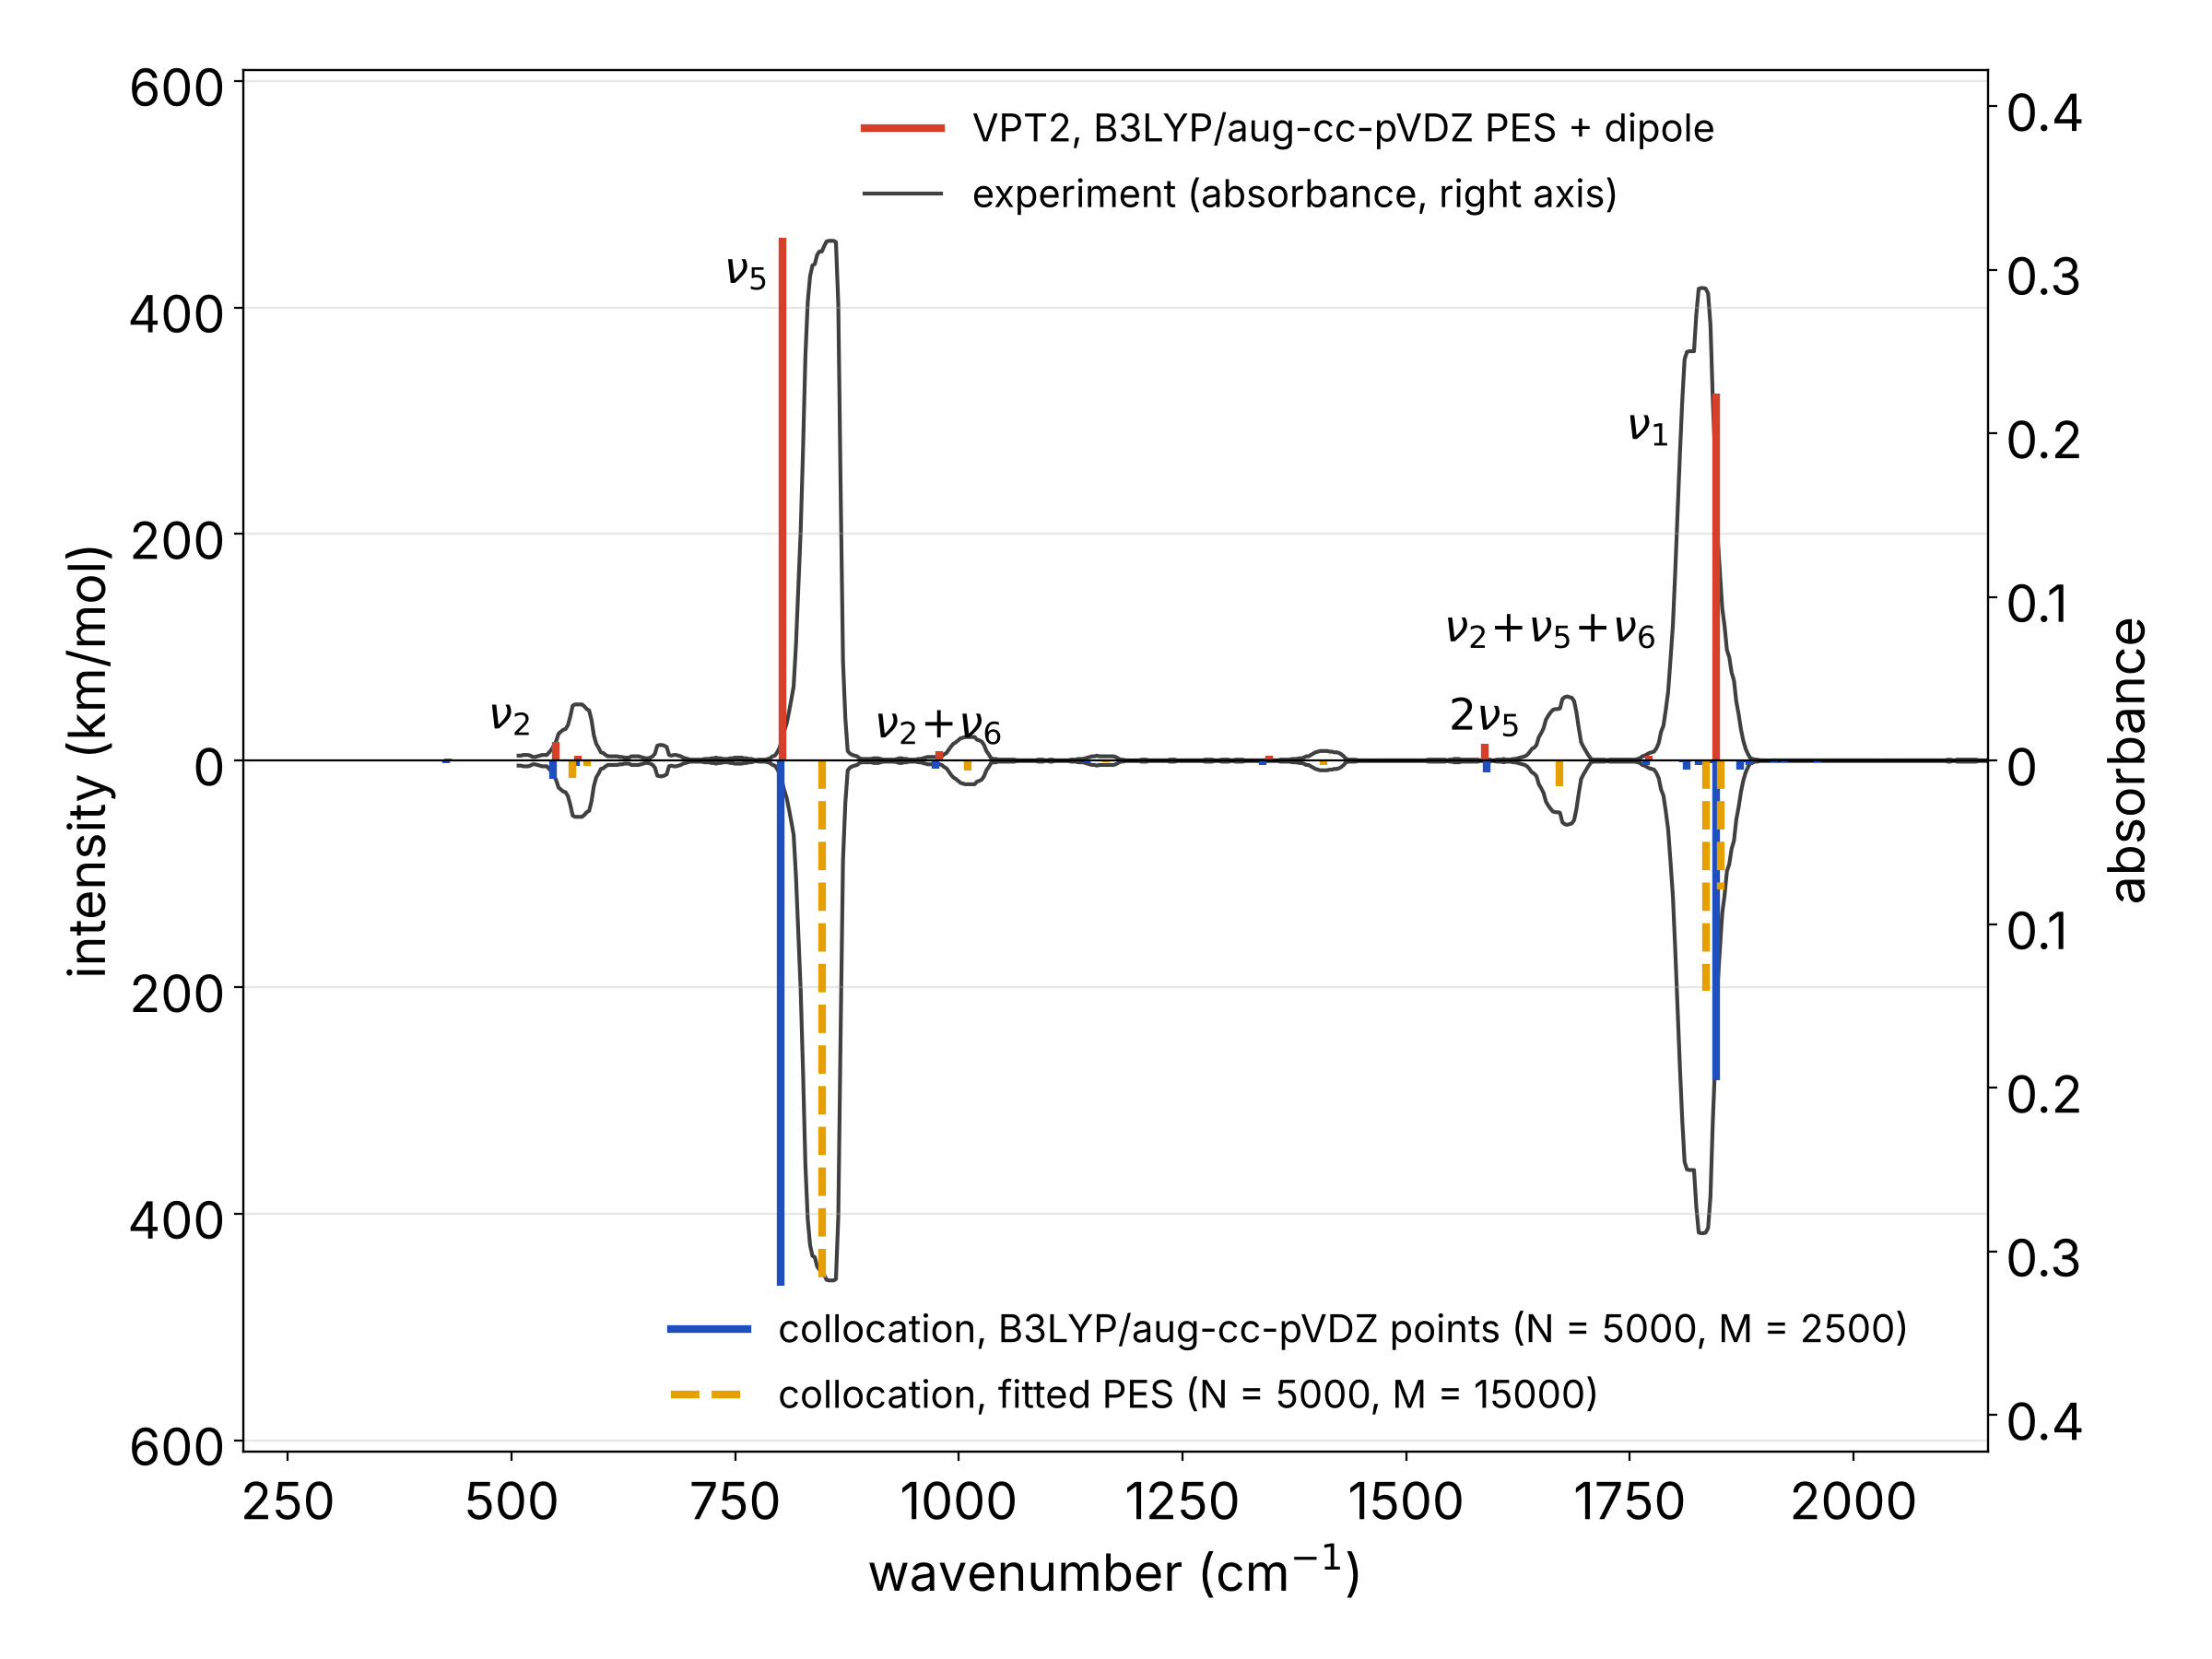 VPT2, B3LYP/aug-cc-pVDZ PES + dipole
experiment (absorbance, right axis)
ν5
ν1
ν2+ν5+ν6
2ν5
ν2
ν2+ν6
collocation, B3LYP/aug-cc-pVDZ points (N = 5000, M = 2500)
collocation, fitted PES (N = 5000, M = 15000)
intensity (km/mol)
600
400
200
0
200
400
600
absorbance
0.4
0.3
0.2
0.1
0
0.1
0.2
0.3
0.4
250 500 750 1000 1250 1500 1750 2000
wavenumber (cm−1)